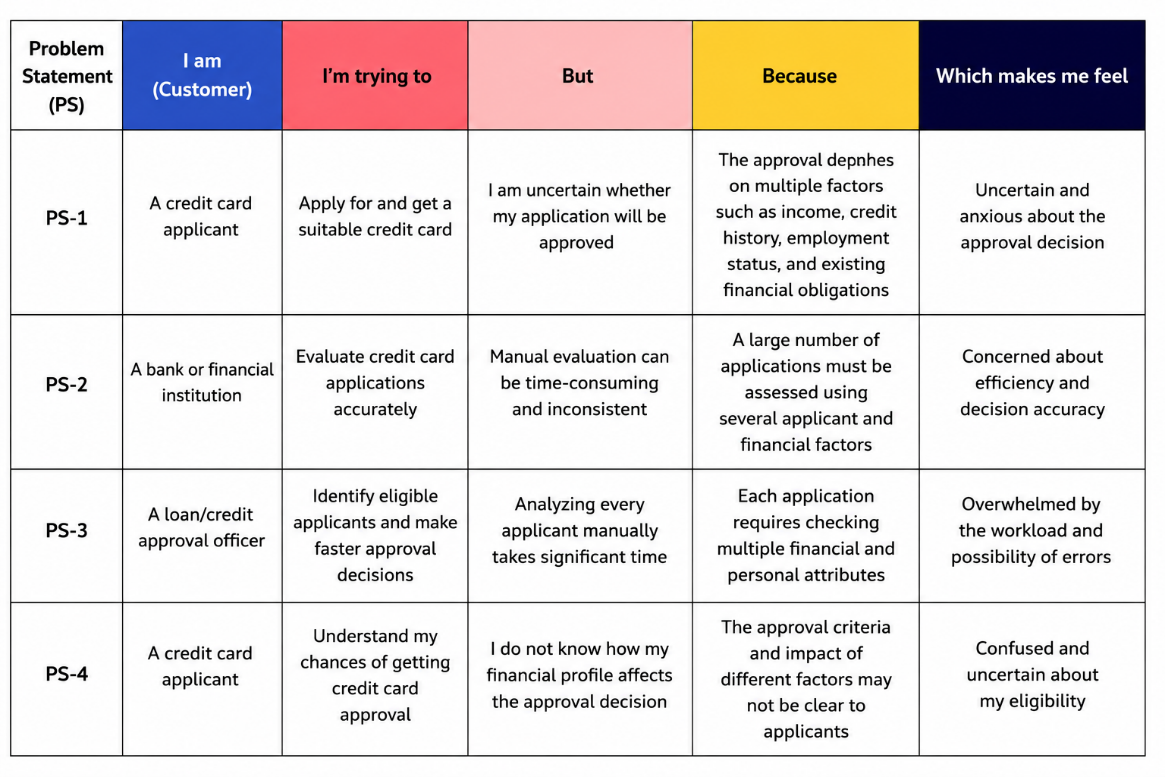 Problem
Statement
(PS)
I am
(Customer)
I'm trying to
But
Because
Which makes me feel
PS-1
A credit card
applicant
Apply for and get a
suitable credit card
I am uncertain whether
my application will be
approved
The approval depnhes
on multiple factors
such as income, credit
history, employment
status, and existing
financial obligations
Uncertain and
anxious about the
approval decision
PS-2
A bank or financial
institution
Evaluate credit card
applications
accurately
Manual evaluation can
be time-consuming
and inconsistent
A large number of
applications must be
assessed using
several applicant and
financial factors
Concerned about
efficiency and
decision accuracy
PS-3
A loan/credit
approval officer
Identify eligible
applicants and make
faster approval
decisions
Analyzing every
applicant manually
takes significant time
Each application
requires checking
multiple financial and
personal attributes
Overwhelmed by
the workload and
possibility of errors
PS-4
A credit card
applicant
Understand my
chances of getting
credit card
approval
I do not know how my
financial profile affects
the approval decision
The approval criteria
and impact of
different factors may
not be clear to
applicants
Confused and
uncertain about
my eligibility